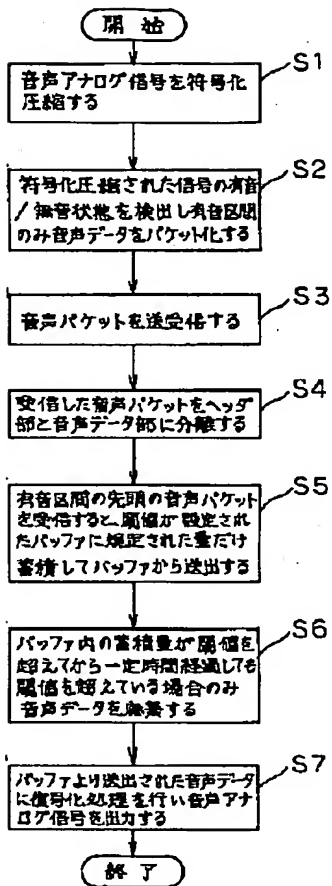 開始
S1
音声アナログ信号を符号化
圧縮する
S2
符号化圧縮された信号の有音
/無音状態を検出し有音区間
のみ音声データをパケット化する
S3
音声パケットを送受信する
S4
受信した音声パケットをヘッダ
部と音声データ部に分離する
S5
有音区間の先頭の音声パケット
を受信すると、閾値が設定され
たバッファに規定された量だけ
蓄積してバッファから送出する
S6
バッファ内の蓄積量が閾値を
超えてから一定時間経過しても
閾値を超えている場合のみ
音声データを廃棄する
S7
バッファより送出された音声データ
に復号化処理を行い音声アナ
ログ信号を出力する
終了